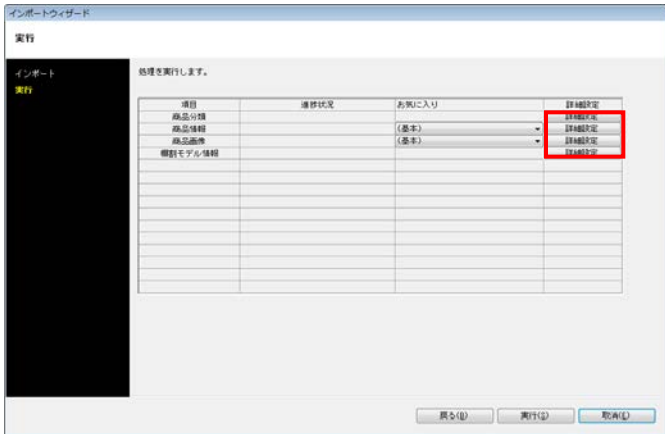 インポートウィザード
実行
インポート
実行
処理を実行します。
項目 進捗状況 お気に入り 詳細設定
商品分類 詳細設定
商品情報 (基本) 詳細設定
商品画像 (基本) 詳細設定
棚割モデル情報 詳細設定
戻る(B) 実行(S) 取消(L)